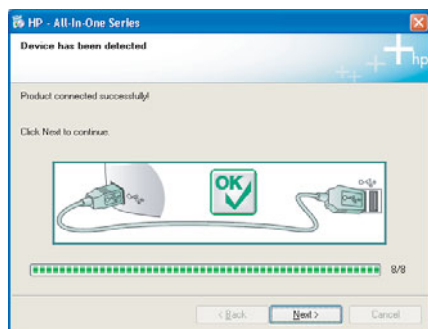 HP - All-In-One Series
Device has been detected
hp
Product connected successfully!
Click Next to continue.
OK
8/8
< Back Next > Cancel